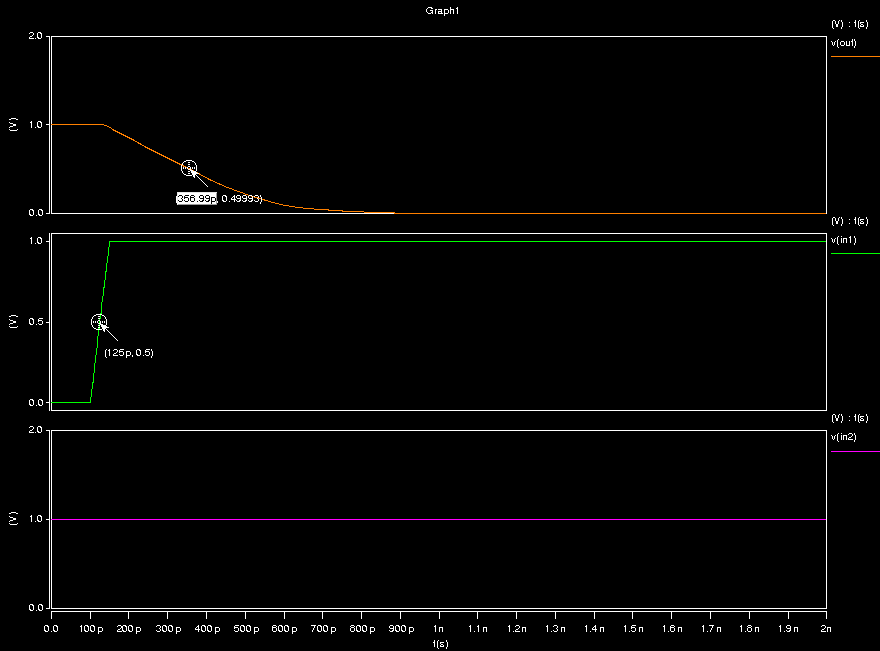 Graph1
(V) : t(s)
v(out)
2.0
(V)
1.0
0.0
(356.99p, 0.49993)
(V) : t(s)
v(in1)
1.0
(V)
0.5
0.0
(125p, 0.5)
(V) : t(s)
v(in2)
2.0
(V)
1.0
0.0
0.0 100p 200p 300p 400p 500p 600p 700p 800p 900p 1n 1.1n 1.2n 1.3n 1.4n 1.5n 1.6n 1.7n 1.8n 1.9n 2n
t(s)